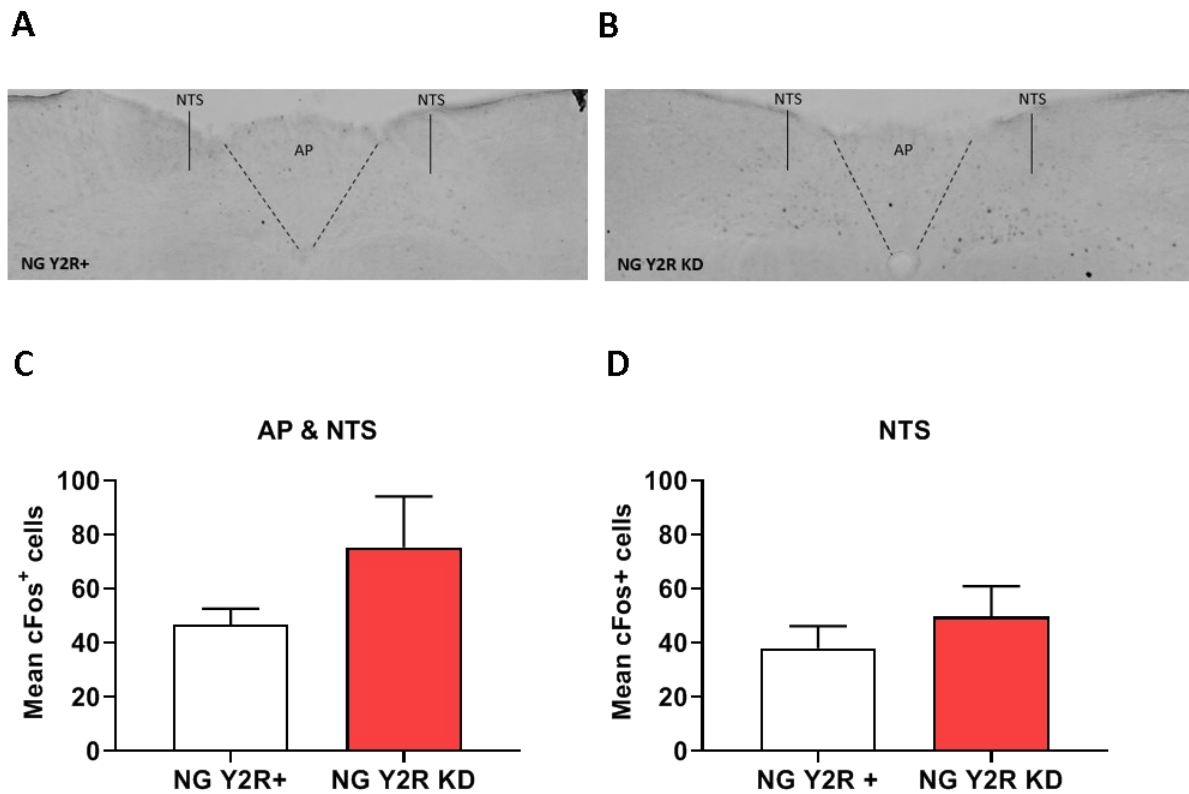 A
B
NTS
NTS
AP
NG Y2R+
NTS
NTS
AP
NG Y2R KD
C
D
AP & NTS
Mean cFos⁺ cells
100
80
60
40
20
0
NG Y2R+
NG Y2R KD
NTS
Mean cFos+ cells
100
80
60
40
20
0
NG Y2R +
NG Y2R KD